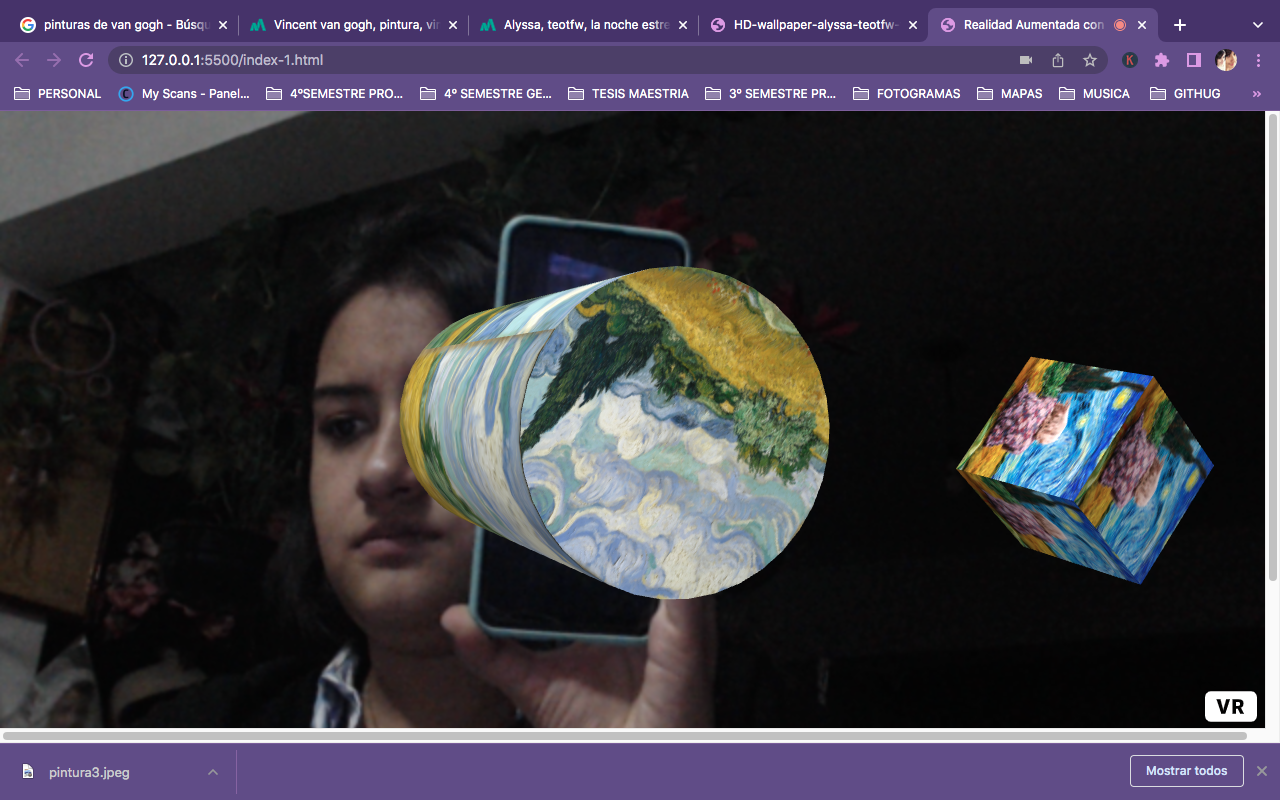 pinturas de van gogh - Búsqu
Vincent van gogh, pintura, vir
Alyssa, teotfw, la noche estre
HD-wallpaper-alyssa-teotfw-
Realidad Aumentada con
127.0.0.1:5500/index-1.html
K
PERSONAL
My Scans - Panel...
4ºSEMESTRE PRO...
4º SEMESTRE GE...
TESIS MAESTRIA
3º SEMESTRE PR...
FOTOGRAMAS
MAPAS
MUSICA
GITHUG
»
VR
pintura3.jpeg
Mostrar todos